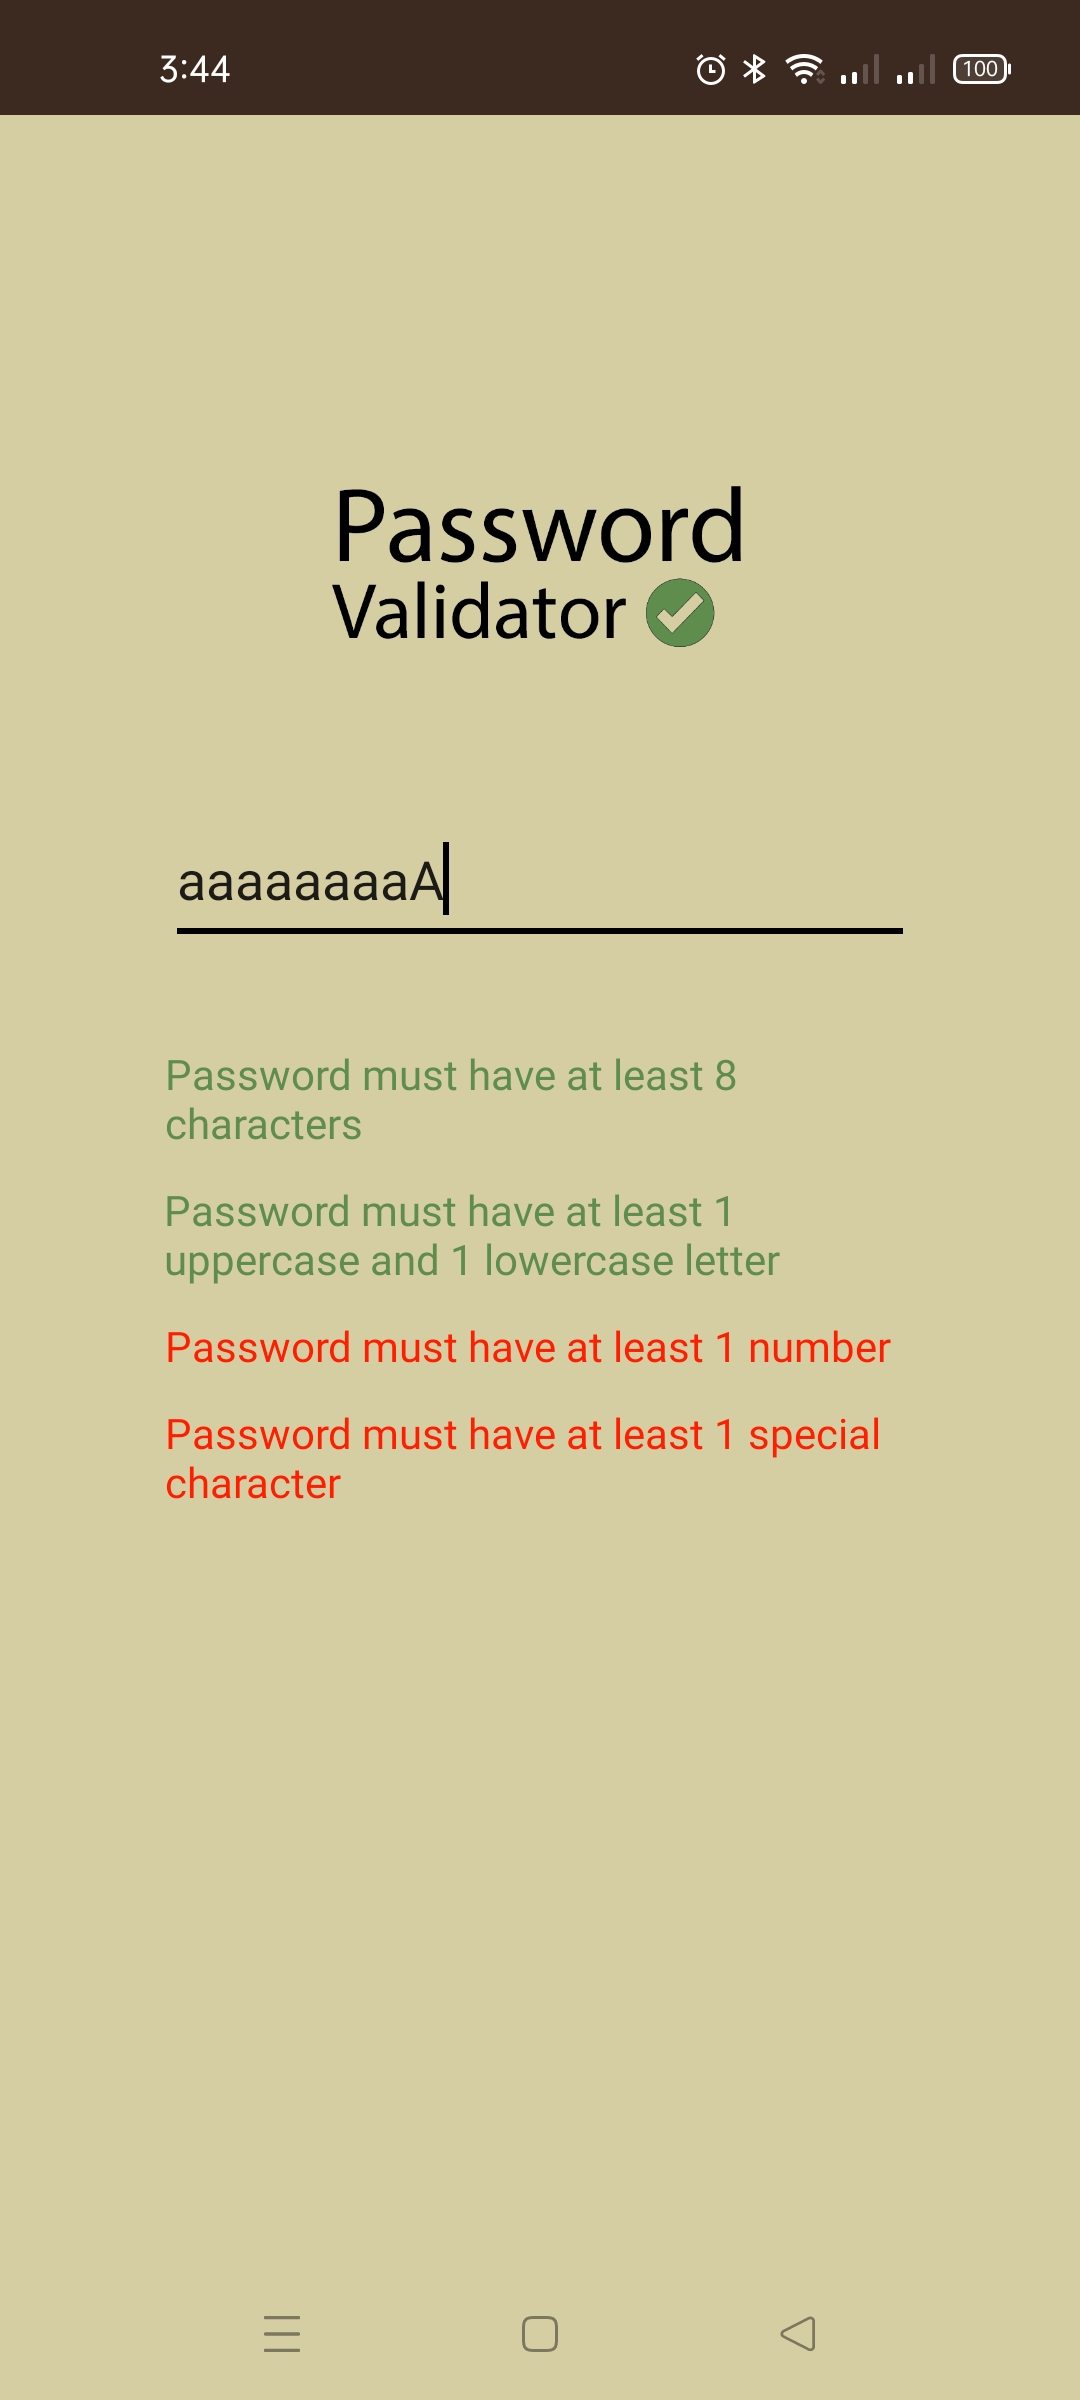 3:44
100
Password
Validator
aaaaaaaaA
Password must have at least 8
characters
Password must have at least 1
uppercase and 1 lowercase letter
Password must have at least 1 number
Password must have at least 1 special
character